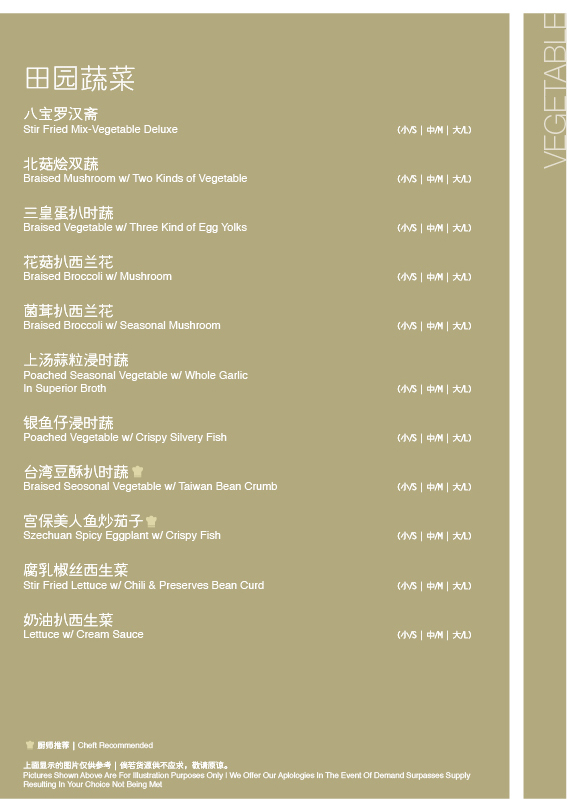 VEGETABLE
田园蔬菜
八宝罗汉斋
Stir Fried Mix-Vegetable Deluxe (小/S | 中/M | 大/L)
北菇烩双蔬
Braised Mushroom w/ Two Kinds of Vegetable (小/S | 中/M | 大/L)
三皇蛋扒时蔬
Braised Vegetable w/ Three Kind of Egg Yolks (小/S | 中/M | 大/L)
花菇扒西兰花
Braised Broccoli w/ Mushroom (小/S | 中/M | 大/L)
菌茸扒西兰花
Braised Broccoli w/ Seasonal Mushroom (小/S | 中/M | 大/L)
上汤蒜粒浸时蔬
Poached Seasonal Vegetable w/ Whole Garlic
In Superior Broth (小/S | 中/M | 大/L)
银鱼仔浸时蔬
Poached Vegetable w/ Crispy Silvery Fish (小/S | 中/M | 大/L)
台湾豆酥扒时蔬
Braised Seosonal Vegetable w/ Taiwan Bean Crumb (小/S | 中/M | 大/L)
宫保美人鱼炒茄子
Szechuan Spicy Eggplant w/ Crispy Fish (小/S | 中/M | 大/L)
腐乳椒丝西生菜
Stir Fried Lettuce w/ Chili & Preserves Bean Curd (小/S | 中/M | 大/L)
奶油扒西生菜
Lettuce w/ Cream Sauce (小/S | 中/M | 大/L)
厨师推荐 | Cheft Recommended
上面显示的图片仅供参考 | 倘若货源供不应求，敬请原谅。
Pictures Shown Above Are For Illustration Purposes Only | We Offer Our Aplologies In The Event Of Demand Surpasses Supply
Resulting In Your Choice Not Being Met